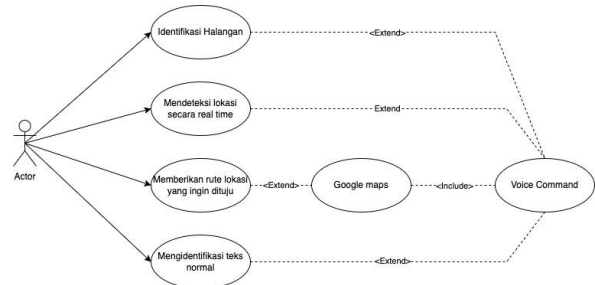 Identifikasi Halangan
<Extend>
Mendeteksi lokasi
secara real time
Extend
Actor
Memberikan rute lokasi
yang ingin dituju
<Extend>
Google maps
<Include>
Voice Command
Mengidentifikasi teks
normal
<Extend>